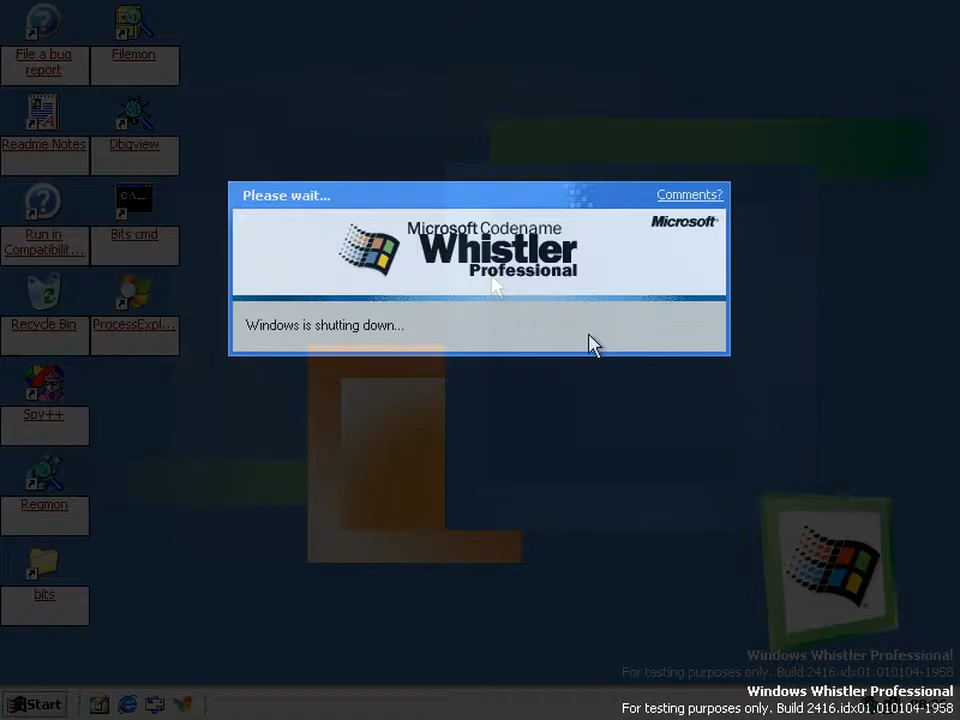 File a bug
report
Filemon
Readme Notes
Dbgview
Run in
Compatibilit...
Bits cmd
Recycle Bin
ProcessExpl...
Spy++
Regmon
bits
Please wait...
Comments?
Microsoft
Microsoft Codename
Whistler
Professional
Windows is shutting down...
Windows Whistler Professional
For testing purposes only. Build 2416.idx01.010104-1958
Windows Whistler Professional
For testing purposes only. Build 2416.idx01.010104-1958
Start